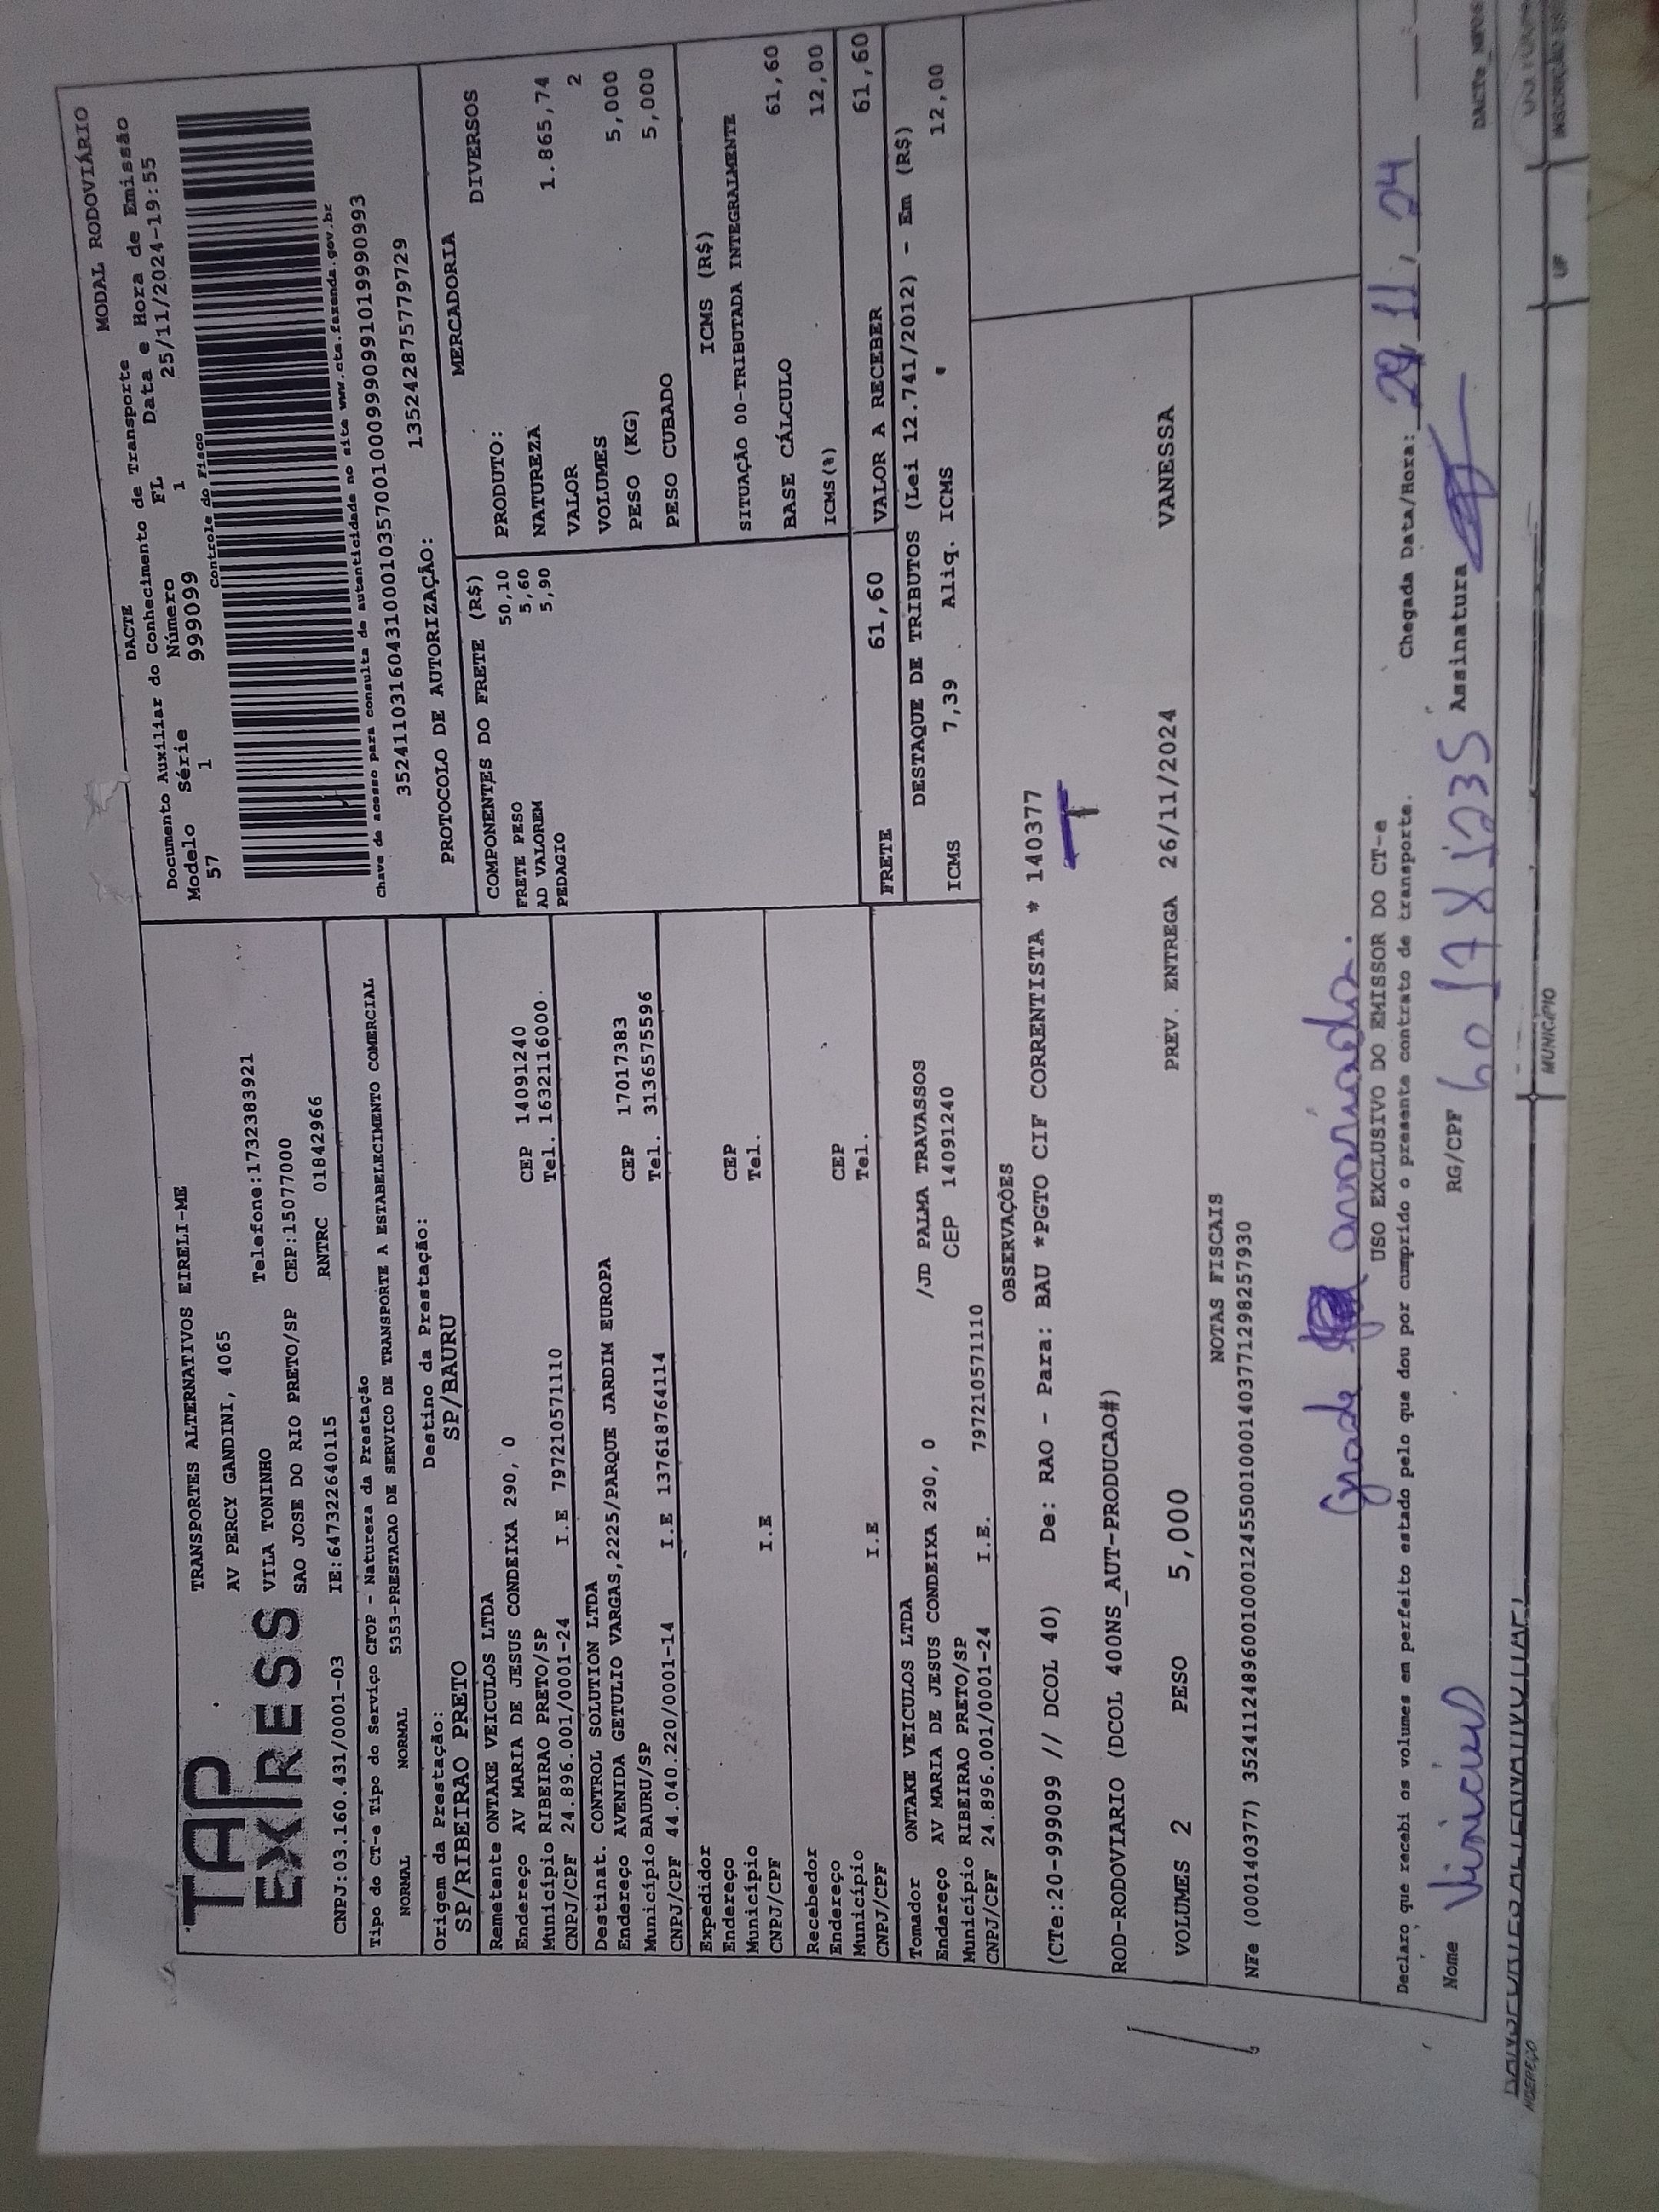 MODAL RODOVIÁRIO
TAP EXPRESS
TRANSPORTES ALTERNATIVOS EIRELI-ME
AV PERCY GANDINI, 4065
VILA TONINHO Telefone:1732383921
SAO JOSE DO RIO PRETO/SP CEP:15077000
CNPJ:03.160.431/0001-03 IE:647322640115 RNTRC 01842966
DACTE
Documento Auxiliar do Conhecimento de Transporte
Modelo Série Número FL Data e Hora de Emissão
57 1 999099 1 25/11/2024-19:55
Controle do Fisco
Chave de acesso para consulta de autenticidade no site www.cte.fazenda.gov.br
35241103160431000103570010009990991019990993
PROTOCOLO DE AUTORIZAÇÃO: 135242875779729
Tipo do CT-e Tipo do Serviço CFOP - Natureza da Prestação
NORMAL NORMAL 5353-PRESTACAO DE SERVICO DE TRANSPORTE A ESTABELECIMENTO COMERCIAL
Origem da Prestação: Destino da Prestação:
SP/RIBEIRAO PRETO SP/BAURU
Remetente ONTAKE VEICULOS LTDA
Endereço AV MARIA DE JESUS CONDEIXA 290, 0
Município RIBEIRAO PRETO/SP CEP 14091240
CNPJ/CPF 24.896.001/0001-24 I.E 797210571110 Tel. 1632116000
Destinat. CONTROL SOLUTION LTDA
Endereço AVENIDA GETULIO VARGAS,2225/PARQUE JARDIM EUROPA
Município BAURU/SP CEP 17017383
CNPJ/CPF 44.040.220/0001-14 I.E 137618764114 Tel. 3136575596
Expedidor
Endereço
Município CEP
CNPJ/CPF I.E Tel.
Recebedor
Endereço
Município CEP
CNPJ/CPF I.E Tel.
Tomador ONTAKE VEICULOS LTDA
Endereço AV MARIA DE JESUS CONDEIXA 290, 0 /JD PALMA TRAVASSOS
Município RIBEIRAO PRETO/SP CEP 14091240
CNPJ/CPF 24.896.001/0001-24 I.E. 797210571110
COMPONENTES DO FRETE (R$)
FRETE PESO 50,10
AD VALOREM 5,60
PEDAGIO 5,90
MERCADORIA
PRODUTO: DIVERSOS
NATUREZA
VALOR 1.865,74
VOLUMES 2
PESO (KG) 5,000
PESO CUBADO 5,000
ICMS (R$)
SITUAÇÃO 00-TRIBUTADA INTEGRALMENTE
BASE CÁLCULO 61,60
ICMS(%) 12,00
FRETE 61,60 VALOR A RECEBER 61,60
DESTAQUE DE TRIBUTOS (Lei 12.741/2012) - Em (R$)
ICMS 7,39 Aliq. ICMS 12,00
OBSERVAÇÕES
(CTe:20-999099 // DCOL 40) De: RAO - Para: BAU *PGTO CIF CORRENTISTA * 140377
ROD-RODOVIARIO (DCOL 400NS_AUT-PRODUCAO#)
VOLUMES 2 PESO 5,000 PREV. ENTREGA 26/11/2024 VANESSA
NOTAS FISCAIS
NFe (000140377) 35241124896001000124550010001403771298257930
Grade amassada.
USO EXCLUSIVO DO EMISSOR DO CT-e
Declaro que recebi os volumes em perfeito estado pelo que dou por cumprido o presente contrato de transporte. Chegada Data/Hora: 29, 11, 24
Nome Vinicius RG/CPF Assinatura
MUNICÍPIO UF